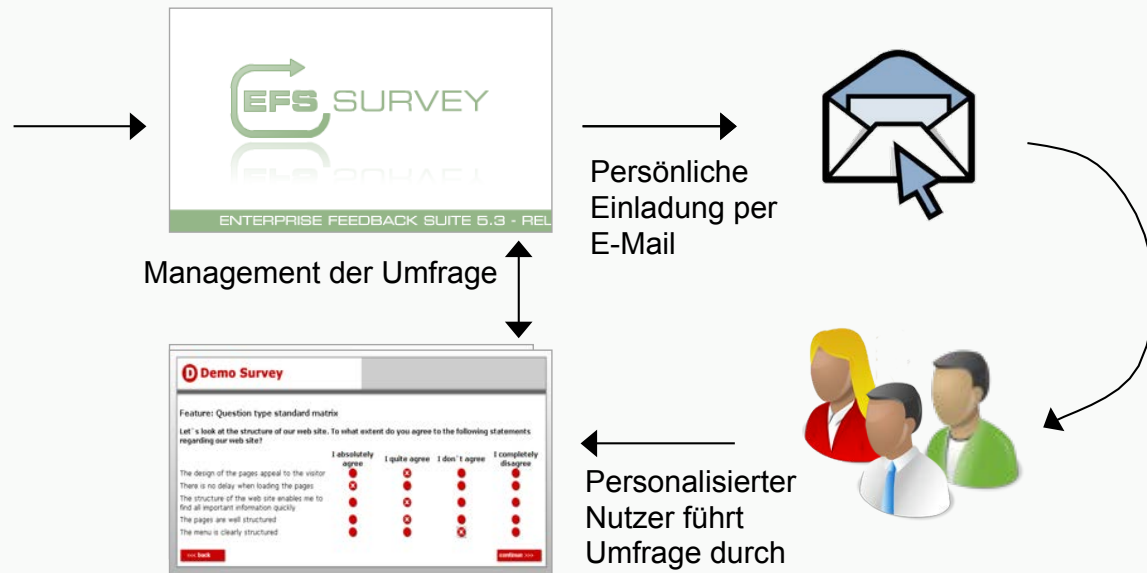 EFS SURVEY
ENTERPRISE FEEDBACK SUITE 5.3 - REL
Persönliche
Einladung per
E-Mail
Management der Umfrage
D Demo Survey
Feature: Question type standard matrix
Let`s look at the structure of our web site. To what extent do you agree to the following statements
regarding our web site?
I absolutely
agree
I quite agree
I don`t agree
I completely
disagree
The design of the pages appeal to the visitor
There is no delay when loading the pages
The structure of the web site enables me to
find all important information quickly
The pages are well structured
The menu is clearly structured
<<< back
continue >>>
Personalisierter
Nutzer führt
Umfrage durch